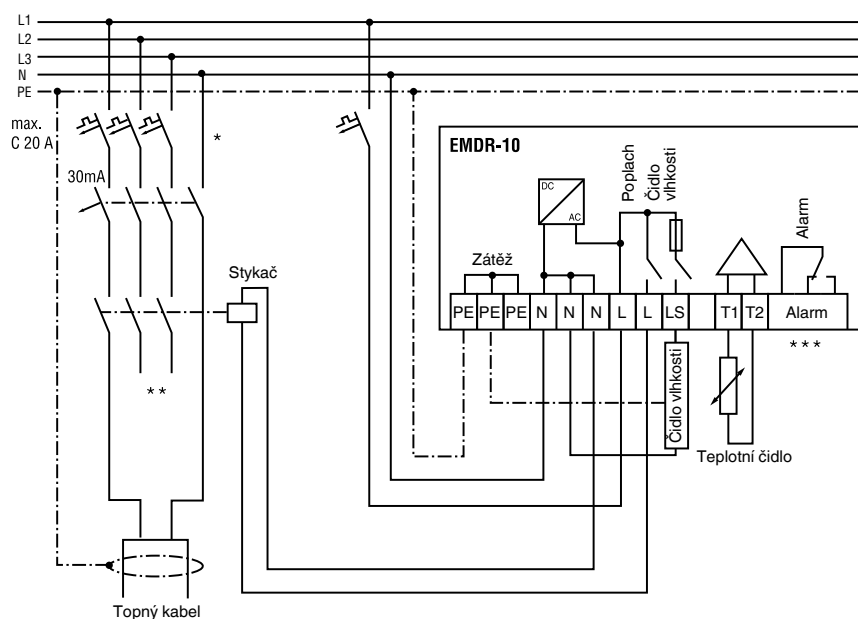 L1
L2
L3
N
PE
max.
C 20 A
*
30mA
Stykač
* *
Topný kabel
EMDR-10
DC
AC
Poplach
Čidlo
vlhkosti
Alarm
Zátěž
PE PE PE N N N L L LS T1 T2 Alarm
* * *
Čidlo vlhkosti
Teplotní čidlo